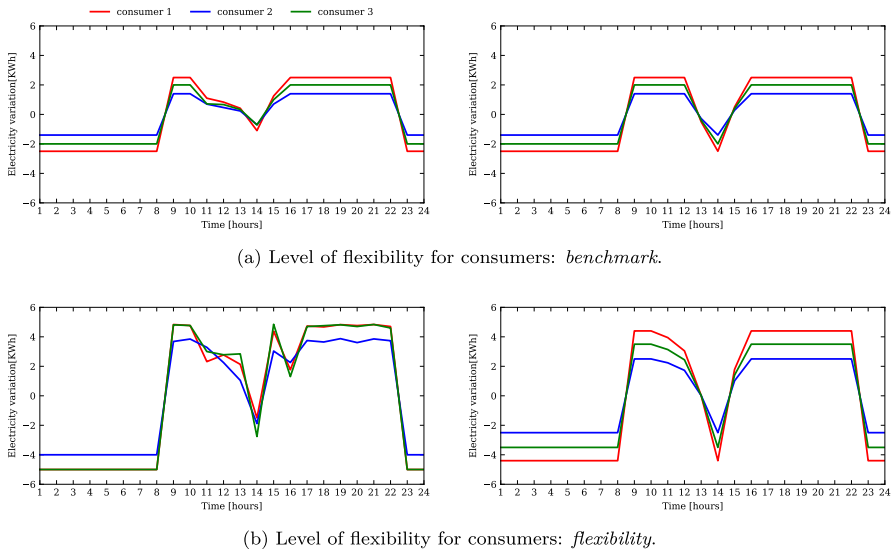 consumer 1 consumer 2 consumer 3
6
4
2
0
−2
−4
−6
Electricity variation[KWh]
1 2 3 4 5 6 7 8 9 10 11 12 13 14 15 16 17 18 19 20 21 22 23 24
Time [hours]
6
4
2
0
−2
−4
−6
Electricity variation[KWh]
1 2 3 4 5 6 7 8 9 10 11 12 13 14 15 16 17 18 19 20 21 22 23 24
Time [hours]
(a) Level of flexibility for consumers: benchmark.
6
4
2
0
−2
−4
−6
Electricity variation[KWh]
1 2 3 4 5 6 7 8 9 10 11 12 13 14 15 16 17 18 19 20 21 22 23 24
Time [hours]
6
4
2
0
−2
−4
−6
Electricity variation[KWh]
1 2 3 4 5 6 7 8 9 10 11 12 13 14 15 16 17 18 19 20 21 22 23 24
Time [hours]
(b) Level of flexibility for consumers: flexibility.